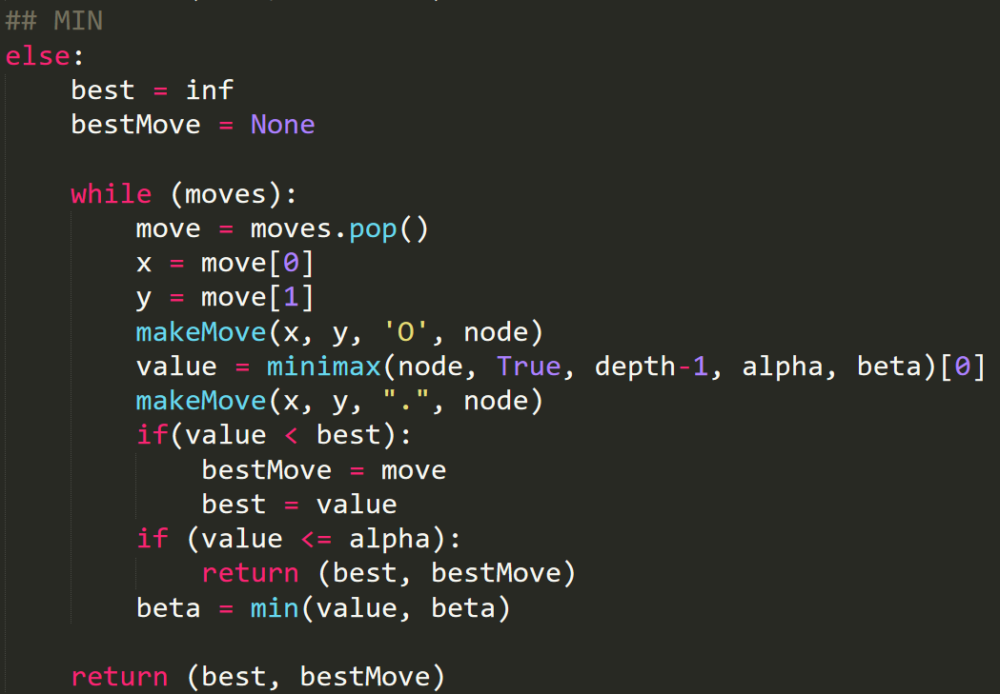 ## MIN
else:
    best = inf
    bestMove = None

    while (moves):
        move = moves.pop()
        x = move[0]
        y = move[1]
        makeMove(x, y, 'O', node)
        value = minimax(node, True, depth-1, alpha, beta)[0]
        makeMove(x, y, ".", node)
        if(value < best):
            bestMove = move
            best = value
        if (value <= alpha):
            return (best, bestMove)
        beta = min(value, beta)

    return (best, bestMove)